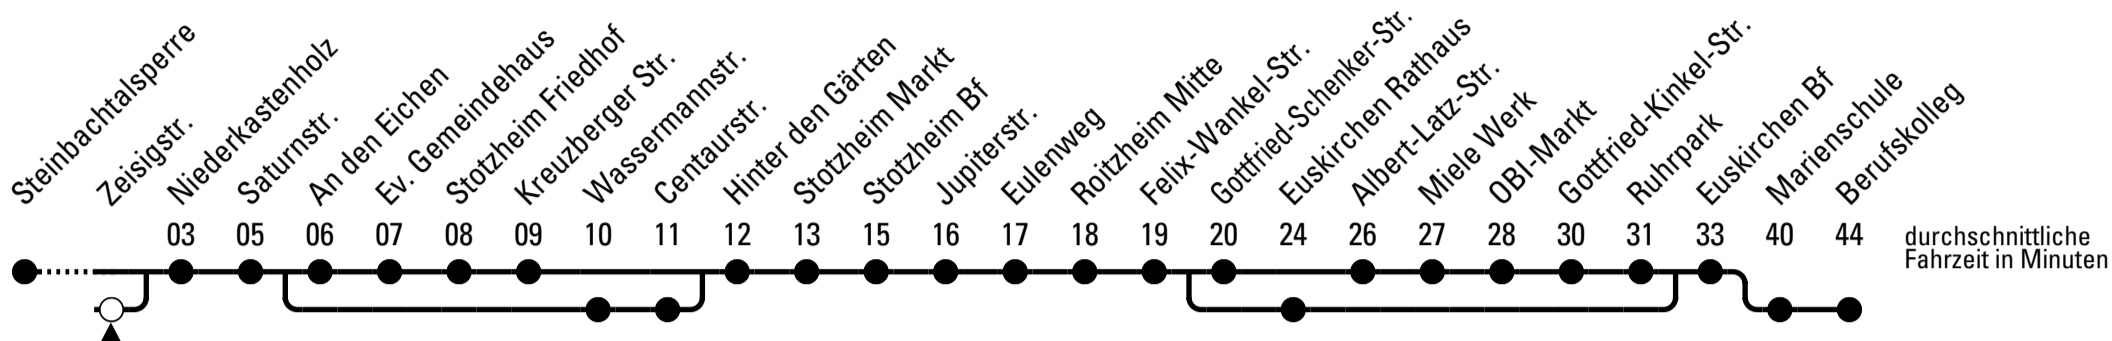 Steinbachtalsperre
Zeisigstr.
Niederkastenholz
Saturnstr.
An den Eichen
Ev. Gemeindehaus
Stotzheim Friedhof
Kreuzberger Str.
Wassermannstr.
Centaurstr.
Hinter den Gärten
Stotzheim Markt
Stotzheim Bf
Jupiterstr.
Eulenweg
Roitzheim Mitte
Felix-Wankel-Str.
Gottfried-Schenker-Str.
Euskirchen Rathaus
Albert-Latz-Str.
Miele Werk
OBI-Markt
Gottfried-Kinkel-Str.
Ruhrpark
Euskirchen Bf
Marienschule
Berufskolleg
03 05 06 07 08 09 10 11 12 13 15 16 17 18 19 20 24 26 27 28 30 31 33 40 44
durchschnittliche
Fahrzeit in Minuten